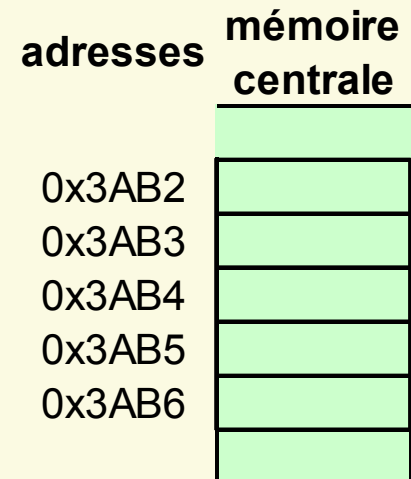 adresses
mémoire
centrale
0x3AB2
0x3AB3
0x3AB4
0x3AB5
0x3AB6